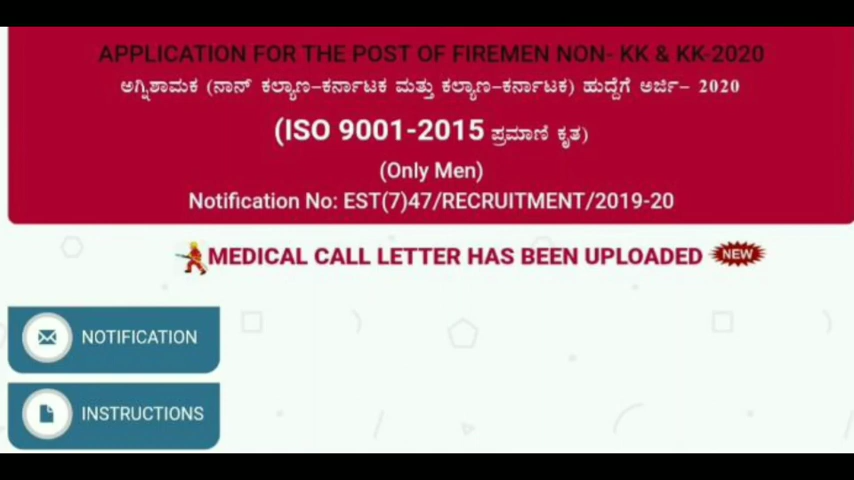 APPLICATION FOR THE POST OF FIREMEN NON- KK & KK-2020
ಅಗ್ನಿಶಾಮಕ (ನಾನ್ ಕಲ್ಯಾಣ-ಕರ್ನಾಟಕ ಮತ್ತು ಕಲ್ಯಾಣ-ಕರ್ನಾಟಕ) ಹುದ್ದೆಗೆ ಅರ್ಜಿ- 2020
(ISO 9001-2015 ಪ್ರಮಾಣಿ ಕೃತ)
(Only Men)
Notification No: EST(7)47/RECRUITMENT/2019-20
MEDICAL CALL LETTER HAS BEEN UPLOADED NEW
NOTIFICATION
INSTRUCTIONS